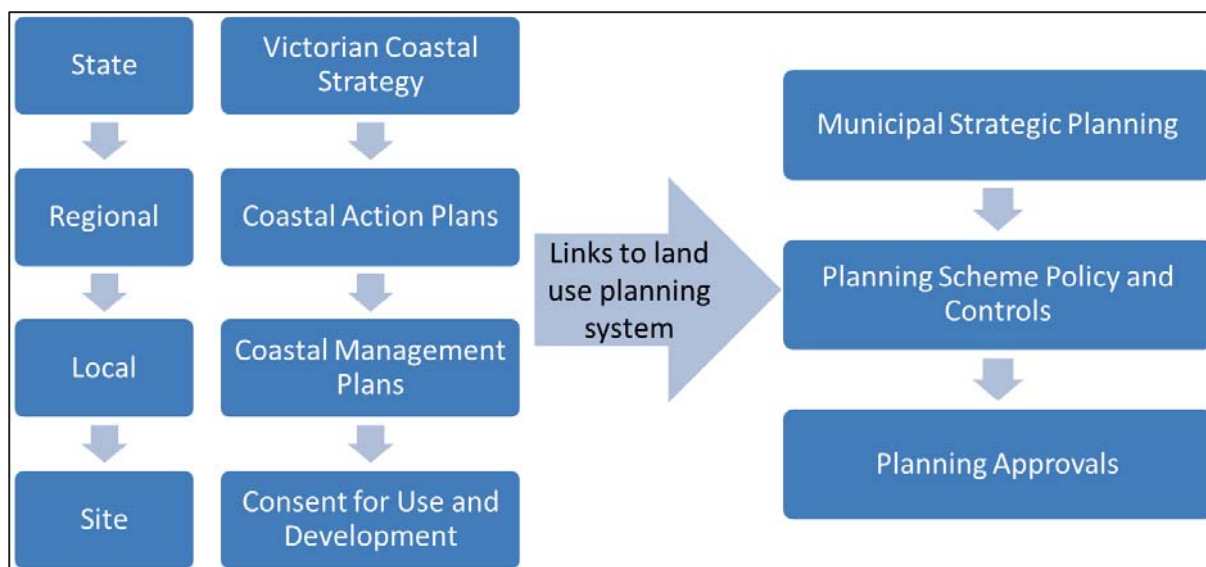 State
Victorian Coastal
Strategy
Regional
Coastal Action Plans
Local
Coastal Management
Plans
Site
Consent for Use and
Development
Links to land
use planning
system
Municipal Strategic Planning
Planning Scheme Policy and
Controls
Planning Approvals